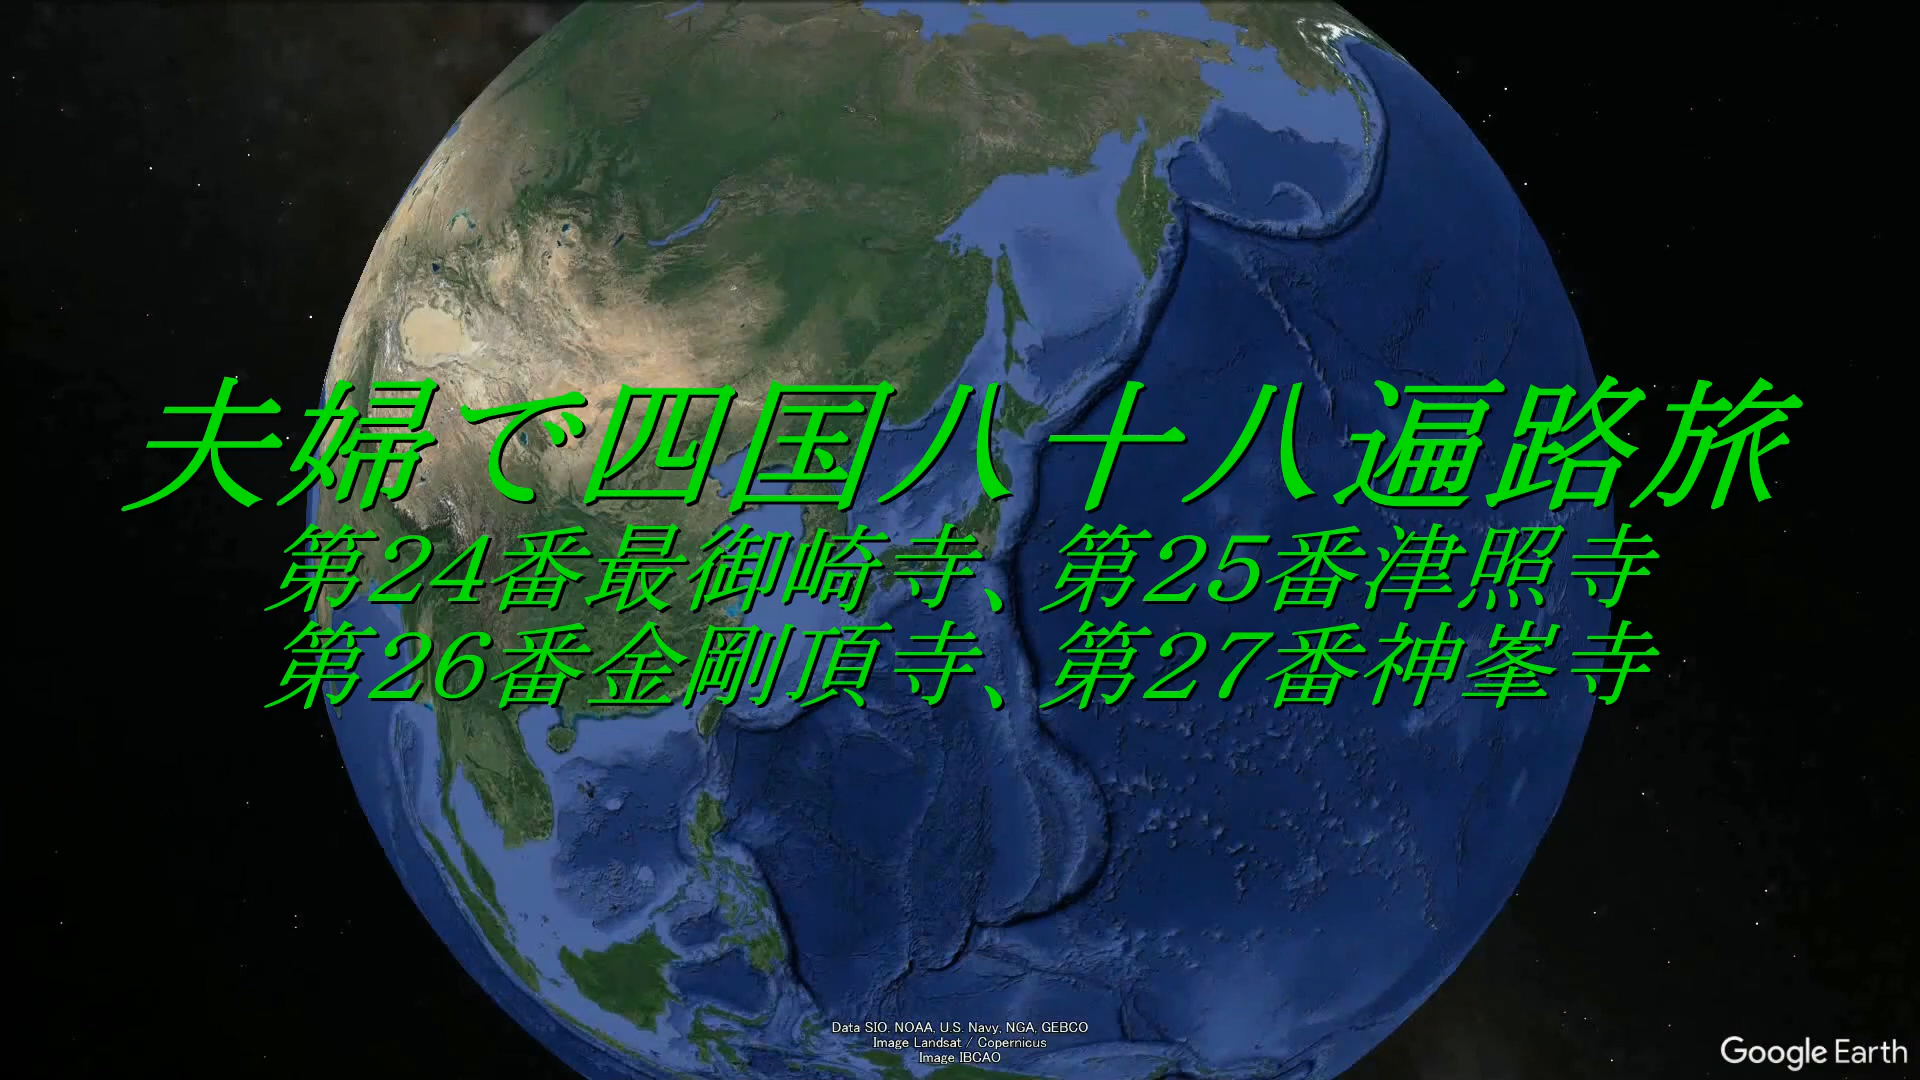 夫婦で四国八十八遍路旅
第24番最御崎寺、第25番津照寺
第26番金剛頂寺、第27番神峯寺
Data SIO, NOAA, U.S. Navy, NGA, GEBCO
Image Landsat / Copernicus
Image IBCAO
Google Earth